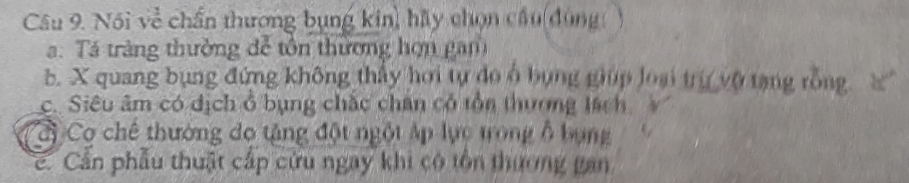 Câu 9. Nói về chấn thương bụng kín, hãy chọn câu đúng:
a. Tá tràng thường dễ tổn thương hơn gan
b. X quang bụng đứng không thấy hơi tự do ổ bụng giúp loại trừ vỡ tạng rỗng.
c. Siêu âm có dịch ổ bụng chắc chắn có tổn thương lách.
d) Cơ chế thường do tăng đột ngột áp lực trong ổ bụng
e. Cần phẫu thuật cấp cứu ngay khi có tổn thương gan.